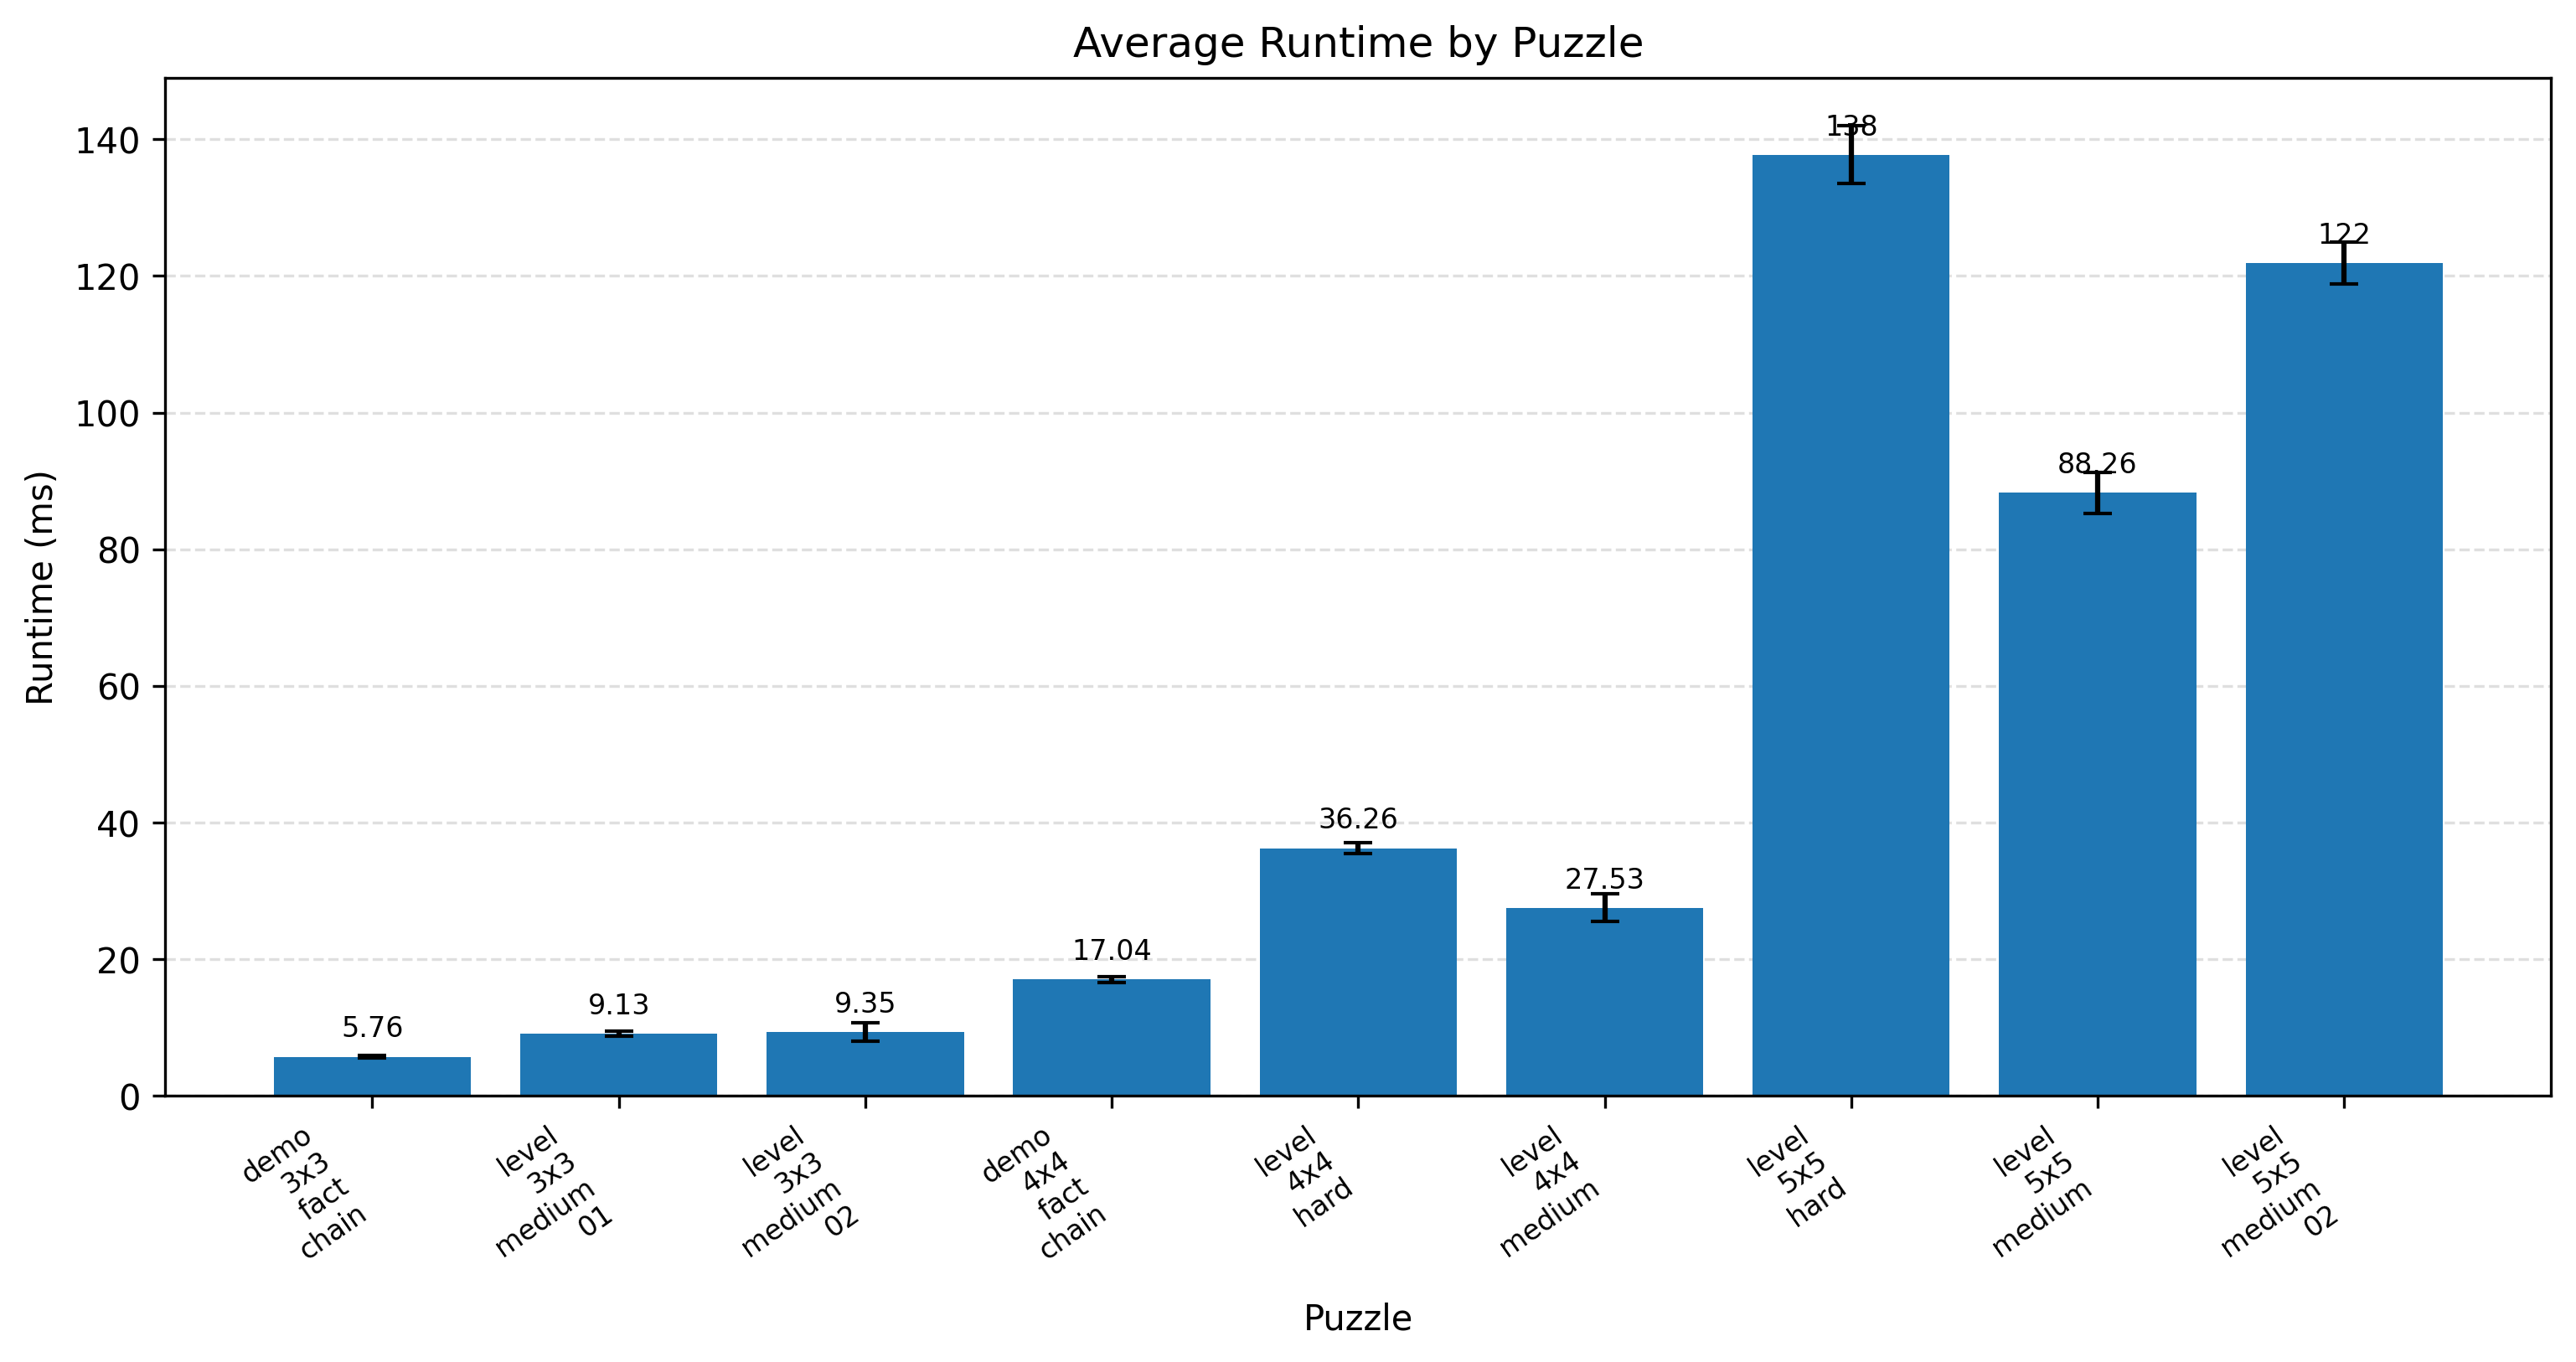 Average Runtime by Puzzle
Runtime (ms)
140
120
100
80
60
40
20
0
5.76
9.13
9.35
17.04
36.26
27.53
138
88.26
122
demo
3x3
fact
chain
level
3x3
medium
01
level
3x3
medium
02
demo
4x4
fact
chain
level
4x4
hard
level
4x4
medium
level
5x5
hard
level
5x5
medium
level
5x5
medium
02
Puzzle